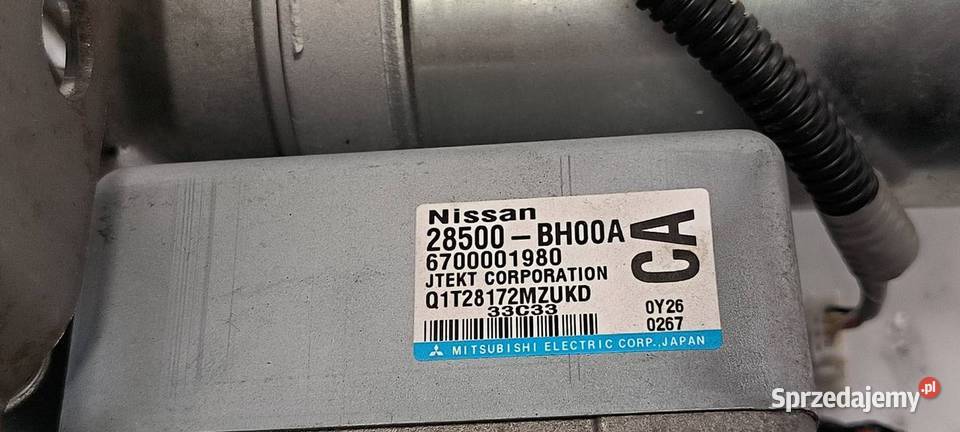 Nissan
28500-BH00A
CA
6700001980
JTEKT CORPORATION
Q1T28172MZUKD
33C33
0Y26
0267
MITSUBISHI ELECTRIC CORP., JAPAN
Sprzedajemy.pl